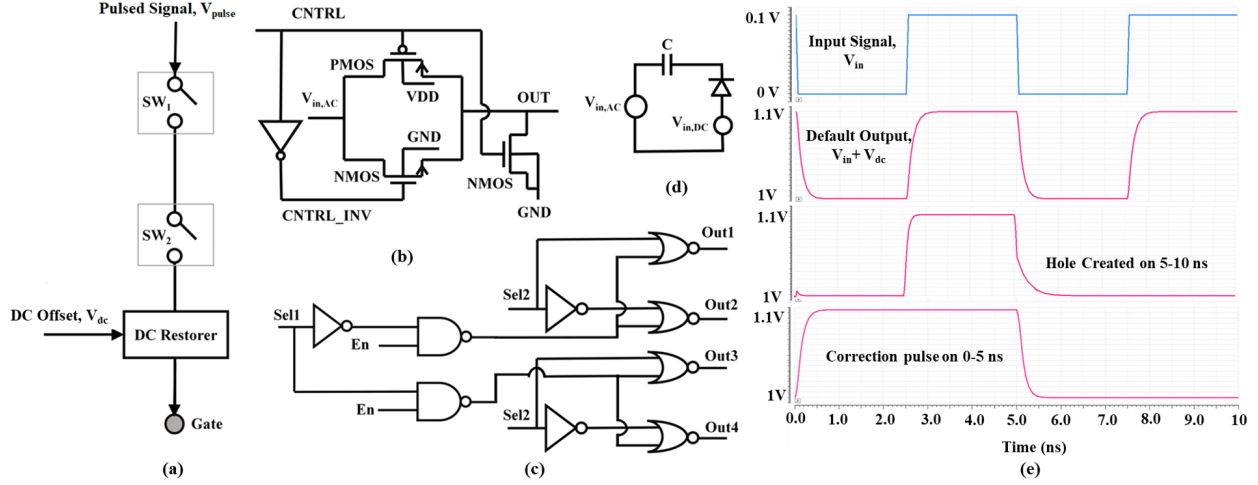 Pulsed Signal, Vpulse
SW1
SW2
DC Offset, Vdc
DC Restorer
Gate
(a)
CNTRL
PMOS
VDD
Vin,AC
OUT
GND
NMOS
NMOS
GND
CNTRL_INV
(b)
C
Vin,AC
Vin,DC
(d)
Out1
Sel2
Out2
Sel1
En
Out3
En
Sel2
Out4
(c)
0.1V
Input Signal,
Vin
0 V
1.1V
Default Output,
Vin+ Vdc
1V
1.1V
Hole Created on 5-10 ns
1V
1.1V
Correction pulse on 0-5 ns
1V
0.0 1.0 2.0 3.0 4.0 5.0 6.0 7.0 8.0 9.0 10
Time (ns)
(e)